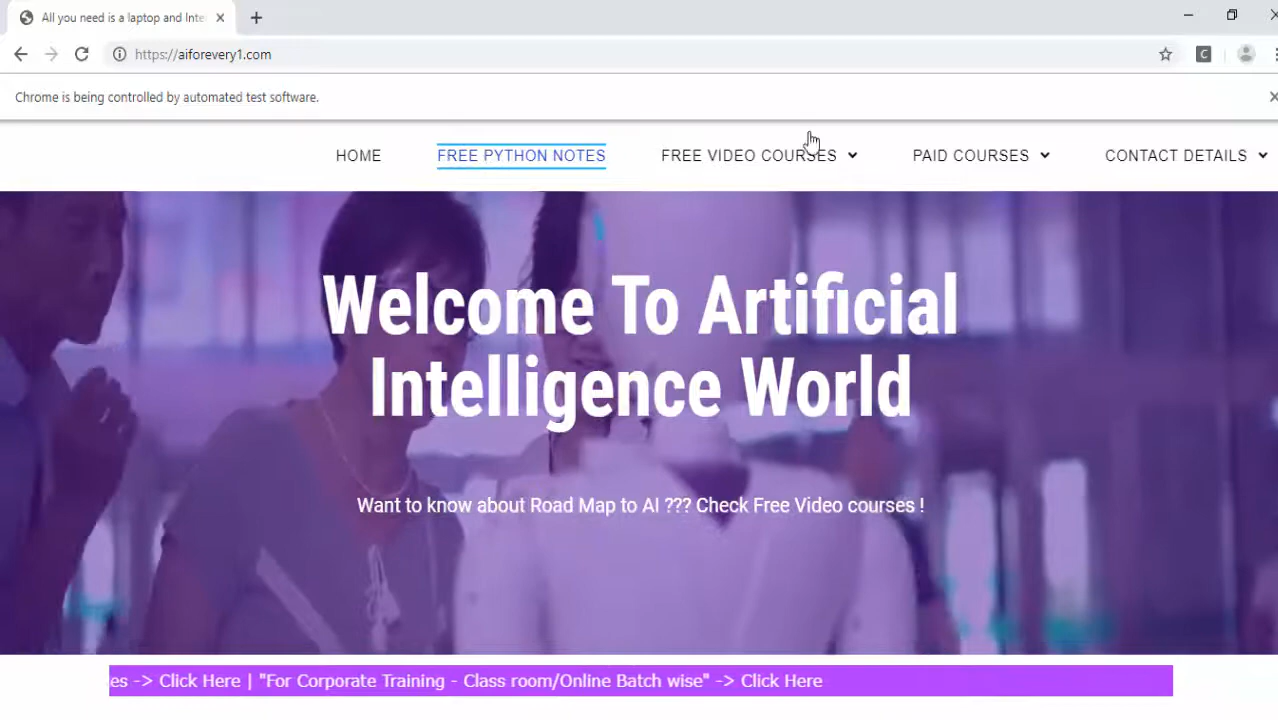 All you need is a laptop and Inte
https://aiforevery1.com
C
Chrome is being controlled by automated test software.
HOME FREE PYTHON NOTES FREE VIDEO COURSES PAID COURSES CONTACT DETAILS
Welcome To Artificial
Intelligence World
Want to know about Road Map to AI ??? Check Free Video courses !
es -> Click Here | "For Corporate Training - Class room/Online Batch wise" -> Click Here